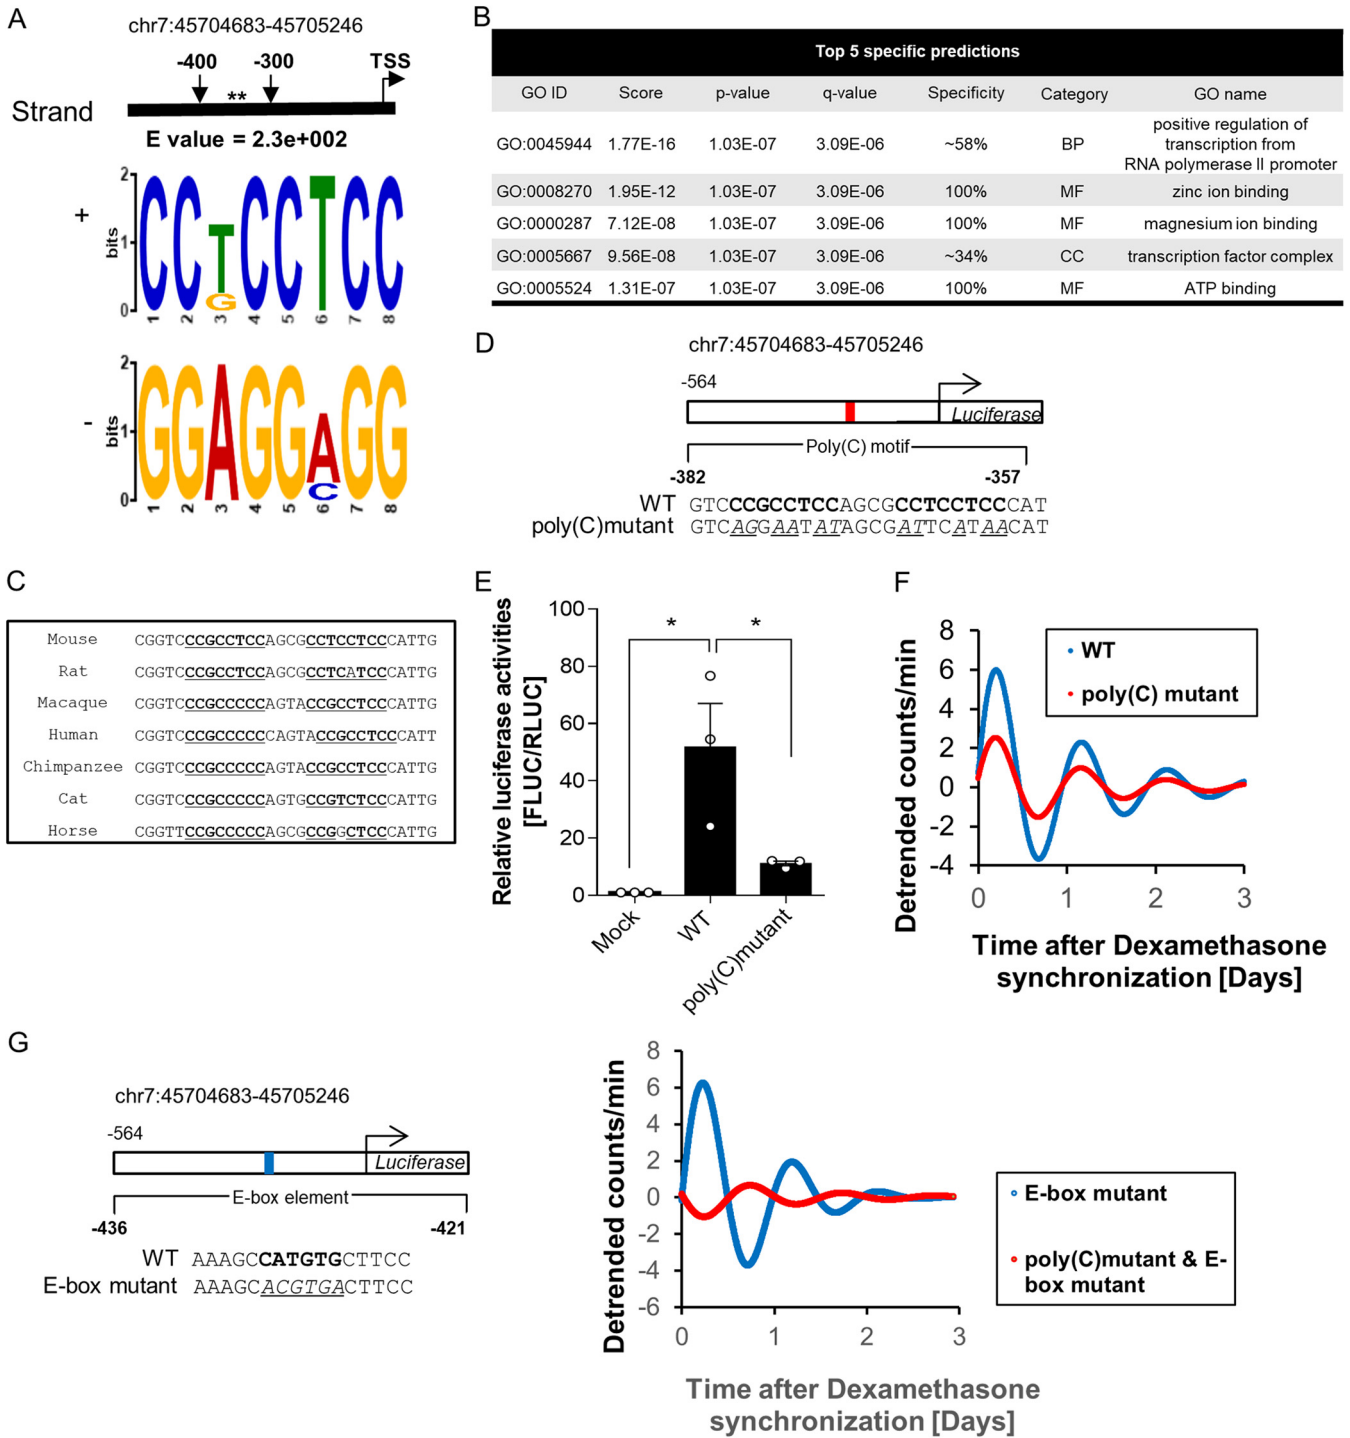 A
chr7:45704683-45705246
-400
-300
TSS
**
Strand
E value = 2.3e+002
+
bits
2
1
0
CCTCCTCC
G
1 2 3 4 5 6 7 8
-
bits
2
1
0
GGAGGAGG
C
1 2 3 4 5 6 7 8
B
Top 5 specific predictions
GO ID Score p-value q-value Specificity Category GO name
GO:0045944 1.77E-16 1.03E-07 3.09E-06 ~58% BP positive regulation of
transcription from
RNA polymerase II promoter
GO:0008270 1.95E-12 1.03E-07 3.09E-06 100% MF zinc ion binding
GO:0000287 7.12E-08 1.03E-07 3.09E-06 100% MF magnesium ion binding
GO:0005667 9.56E-08 1.03E-07 3.09E-06 ~34% CC transcription factor complex
GO:0005524 1.31E-07 1.03E-07 3.09E-06 100% MF ATP binding
C
Mouse CGGTCCCGCCTCCAGCGCCTCCTCCCATTG
Rat CGGTCCCGCCTCCAGCGCCTCATCCCATTG
Macaque CGGTCCCGCCCCCAGTACCGCCTCCCATTG
Human CGGTCCCGCCCCCCAGTACCGCCTCCCATT
Chimpanzee CGGTCCCGCCCCCAGTACCGCCTCCCATTG
Cat CGGTCCCGCCCCCAGTGCCGTCTCCCATTG
Horse CGGTTCCGCCCCCAGCGCCGGCTCCCATTG
D
chr7:45704683-45705246
-564
Luciferase
Poly(C) motif
-382
-357
WT GTCCCGCCTCCAGCGCCTCCTCCCAT
poly(C)mutant GTCAGGAATATAGCGATTCATAACAT
E
Relative luciferase activities
[FLUC/RLUC]
100
80
60
40
20
0
* *
Mock
WT
poly(C)mutant
F
Detrended counts/min
8
6
4
2
0
-2
-4
0 1 2 3
WT
poly(C) mutant
Time after Dexamethasone
synchronization [Days]
G
chr7:45704683-45705246
-564
Luciferase
E-box element
-436
-421
WT AAAGCCATGTGCTTCC
E-box mutant AAAGCACGTGACTTCC
Detrended counts/min
8
6
4
2
0
-2
-4
-6
0 1 2 3
E-box mutant
poly(C)mutant & E-
box mutant
Time after Dexamethasone
synchronization [Days]